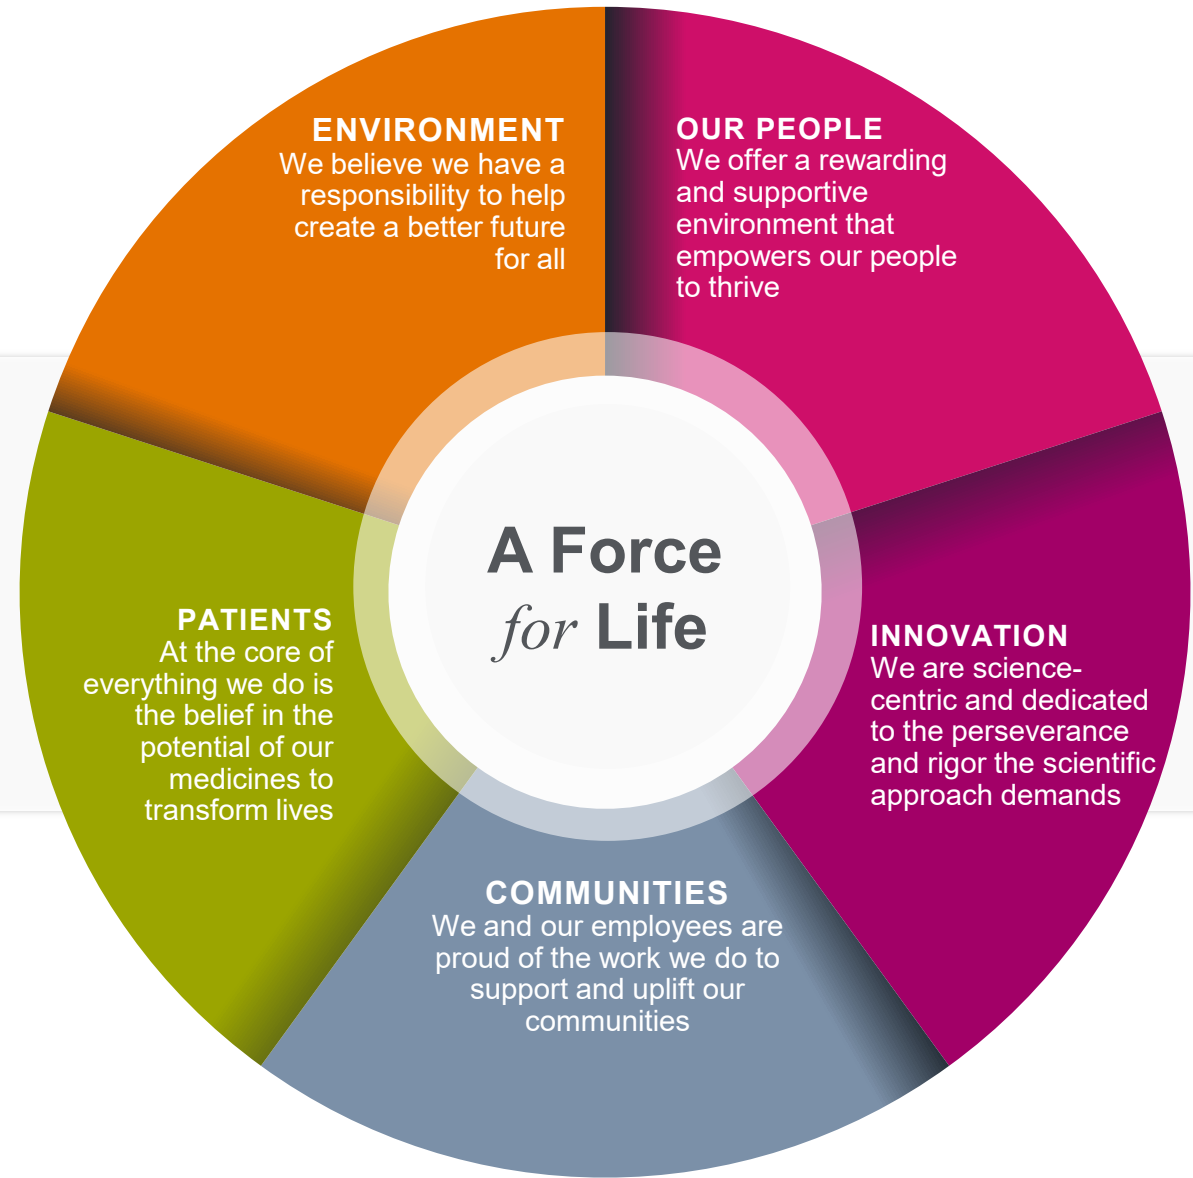 ENVIRONMENT
We believe we have a
responsibility to help
create a better future
for all
OUR PEOPLE
We offer a rewarding
and supportive
environment that
empowers our people
to thrive
A Force
for Life
PATIENTS
At the core of
everything we do is
the belief in the
potential of our
medicines to
transform lives
INNOVATION
We are science-
centric and dedicated
to the perseverance
and rigor the scientific
approach demands
COMMUNITIES
We and our employees are
proud of the work we do to
support and uplift our
communities